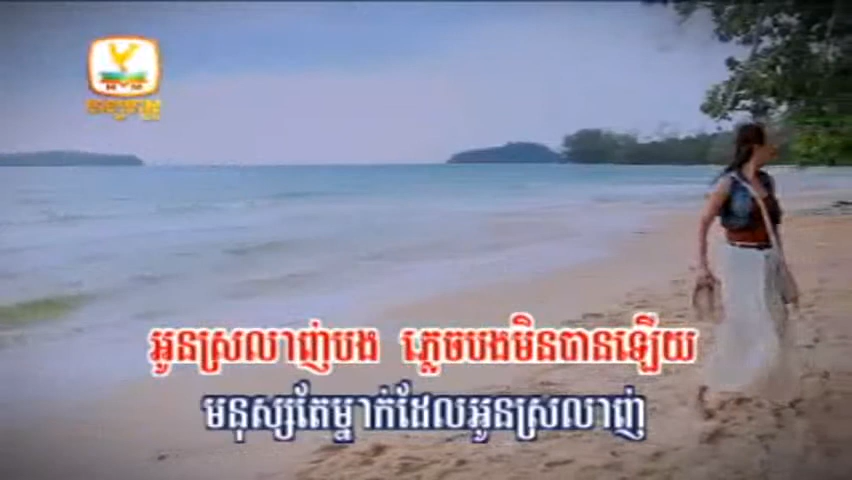 HM
អូនស្រលាញ់បង ភ្លេចបងមិនបានឡើយ
មនុស្សតែម្នាក់ដែលអូនស្រលាញ់